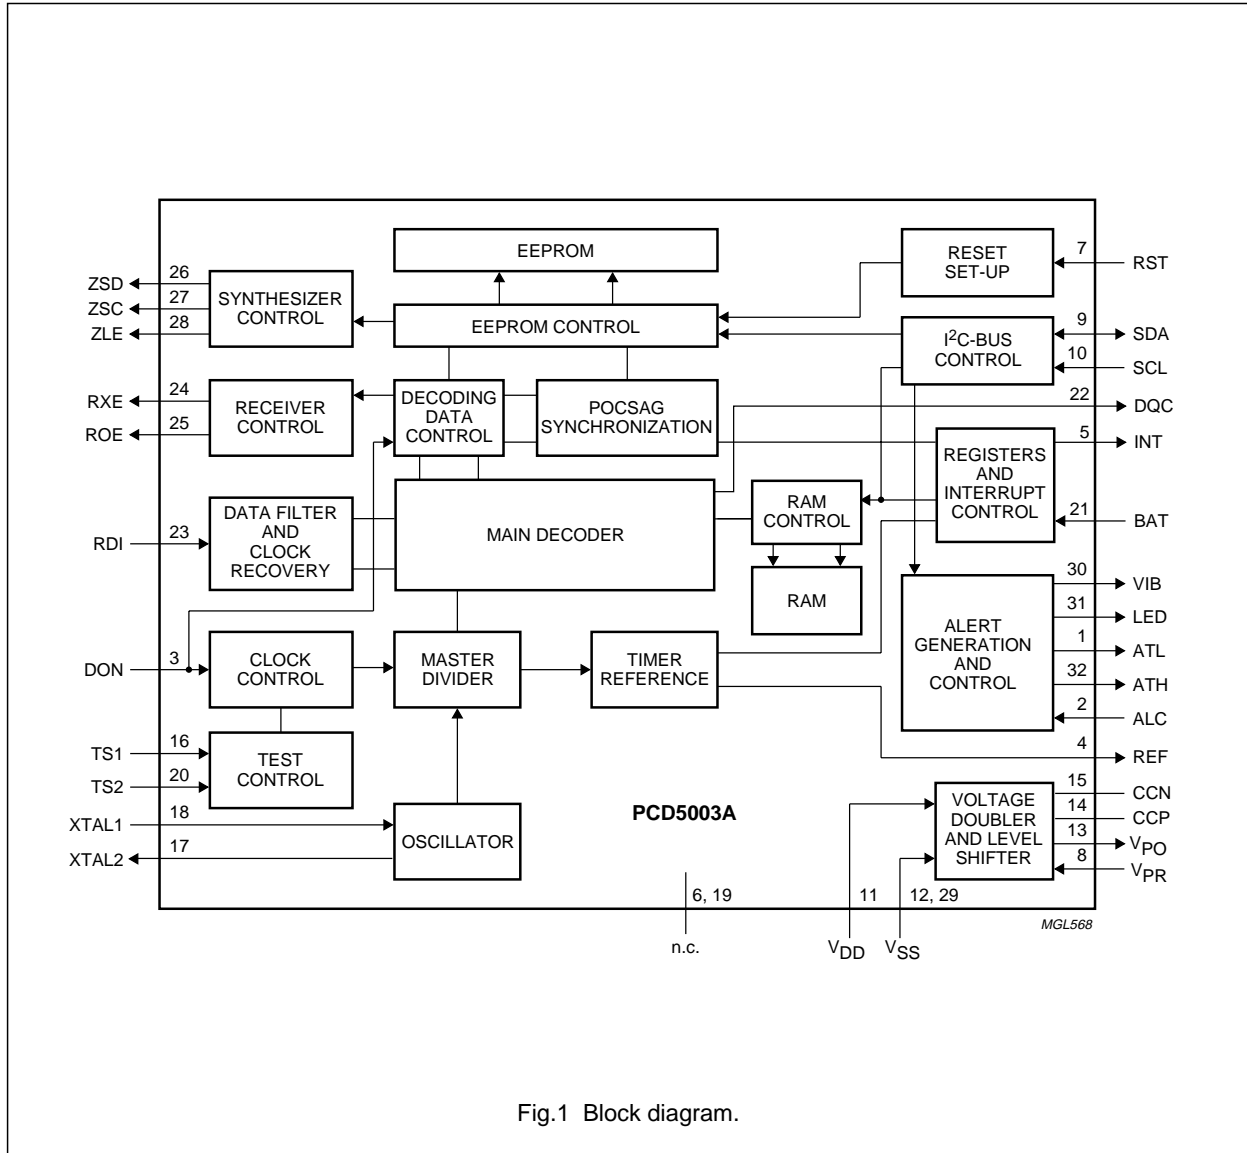 EEPROM
RESET
SET-UP
7
RST
ZSD
26
ZSC
27
ZLE
28
SYNTHESIZER
CONTROL
EEPROM CONTROL
I²C-BUS
CONTROL
9
SDA
10
SCL
RXE
24
ROE
25
RECEIVER
CONTROL
DECODING
DATA
CONTROL
POCSAG
SYNCHRONIZATION
22
DQC
5
INT
REGISTERS
AND
INTERRUPT
CONTROL
21
BAT
RDI
23
DATA FILTER
AND
CLOCK
RECOVERY
MAIN DECODER
RAM
CONTROL
RAM
30
VIB
31
LED
1
ATL
32
ATH
2
ALC
ALERT
GENERATION
AND
CONTROL
DON
3
CLOCK
CONTROL
MASTER
DIVIDER
TIMER
REFERENCE
4
REF
TS1
16
TS2
20
TEST
CONTROL
XTAL1
18
XTAL2
17
OSCILLATOR
PCD5003A
VOLTAGE
DOUBLER
AND LEVEL
SHIFTER
15
CCN
14
CCP
13
VPO
8
VPR
6, 19
11
12, 29
n.c.
VDD
VSS
MGL568
Fig.1 Block diagram.